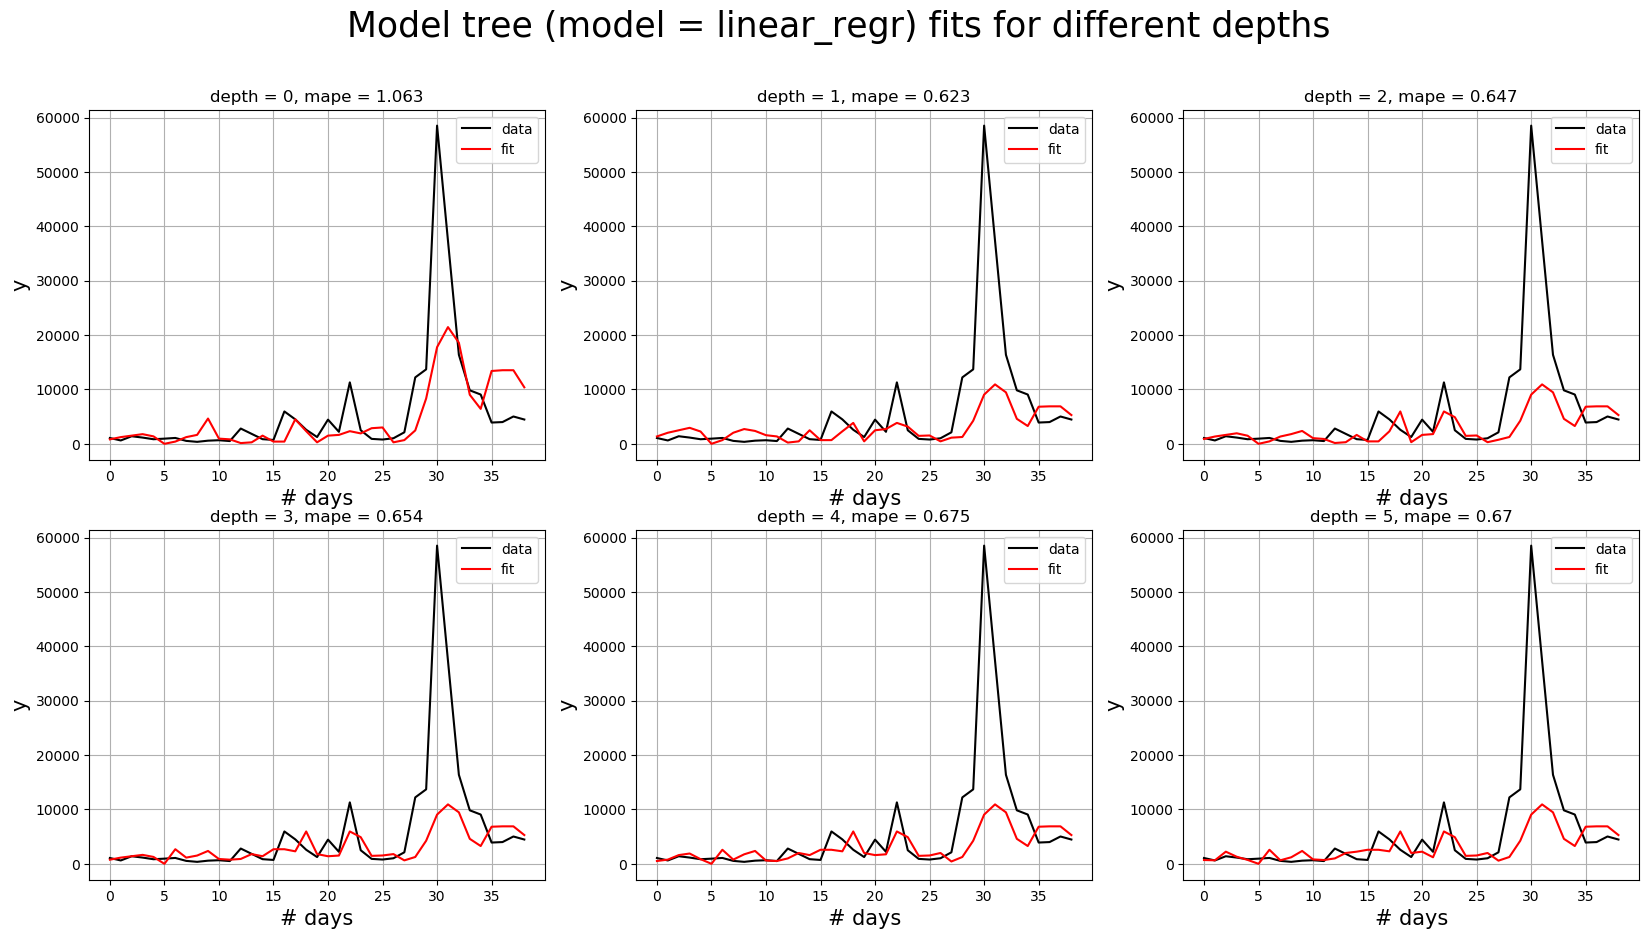 Model tree (model = linear_regr) fits for different depths
depth = 0, mape = 1.063
60000
50000
40000
30000
20000
10000
0
y
data
fit
0 5 10 15 20 25 30 35
# days
depth = 1, mape = 0.623
60000
50000
40000
30000
20000
10000
0
y
data
fit
0 5 10 15 20 25 30 35
# days
depth = 2, mape = 0.647
60000
50000
40000
30000
20000
10000
0
y
data
fit
0 5 10 15 20 25 30 35
# days
depth = 3, mape = 0.654
60000
50000
40000
30000
20000
10000
0
y
data
fit
0 5 10 15 20 25 30 35
# days
depth = 4, mape = 0.675
60000
50000
40000
30000
20000
10000
0
y
data
fit
0 5 10 15 20 25 30 35
# days
depth = 5, mape = 0.67
60000
50000
40000
30000
20000
10000
0
y
data
fit
0 5 10 15 20 25 30 35
# days